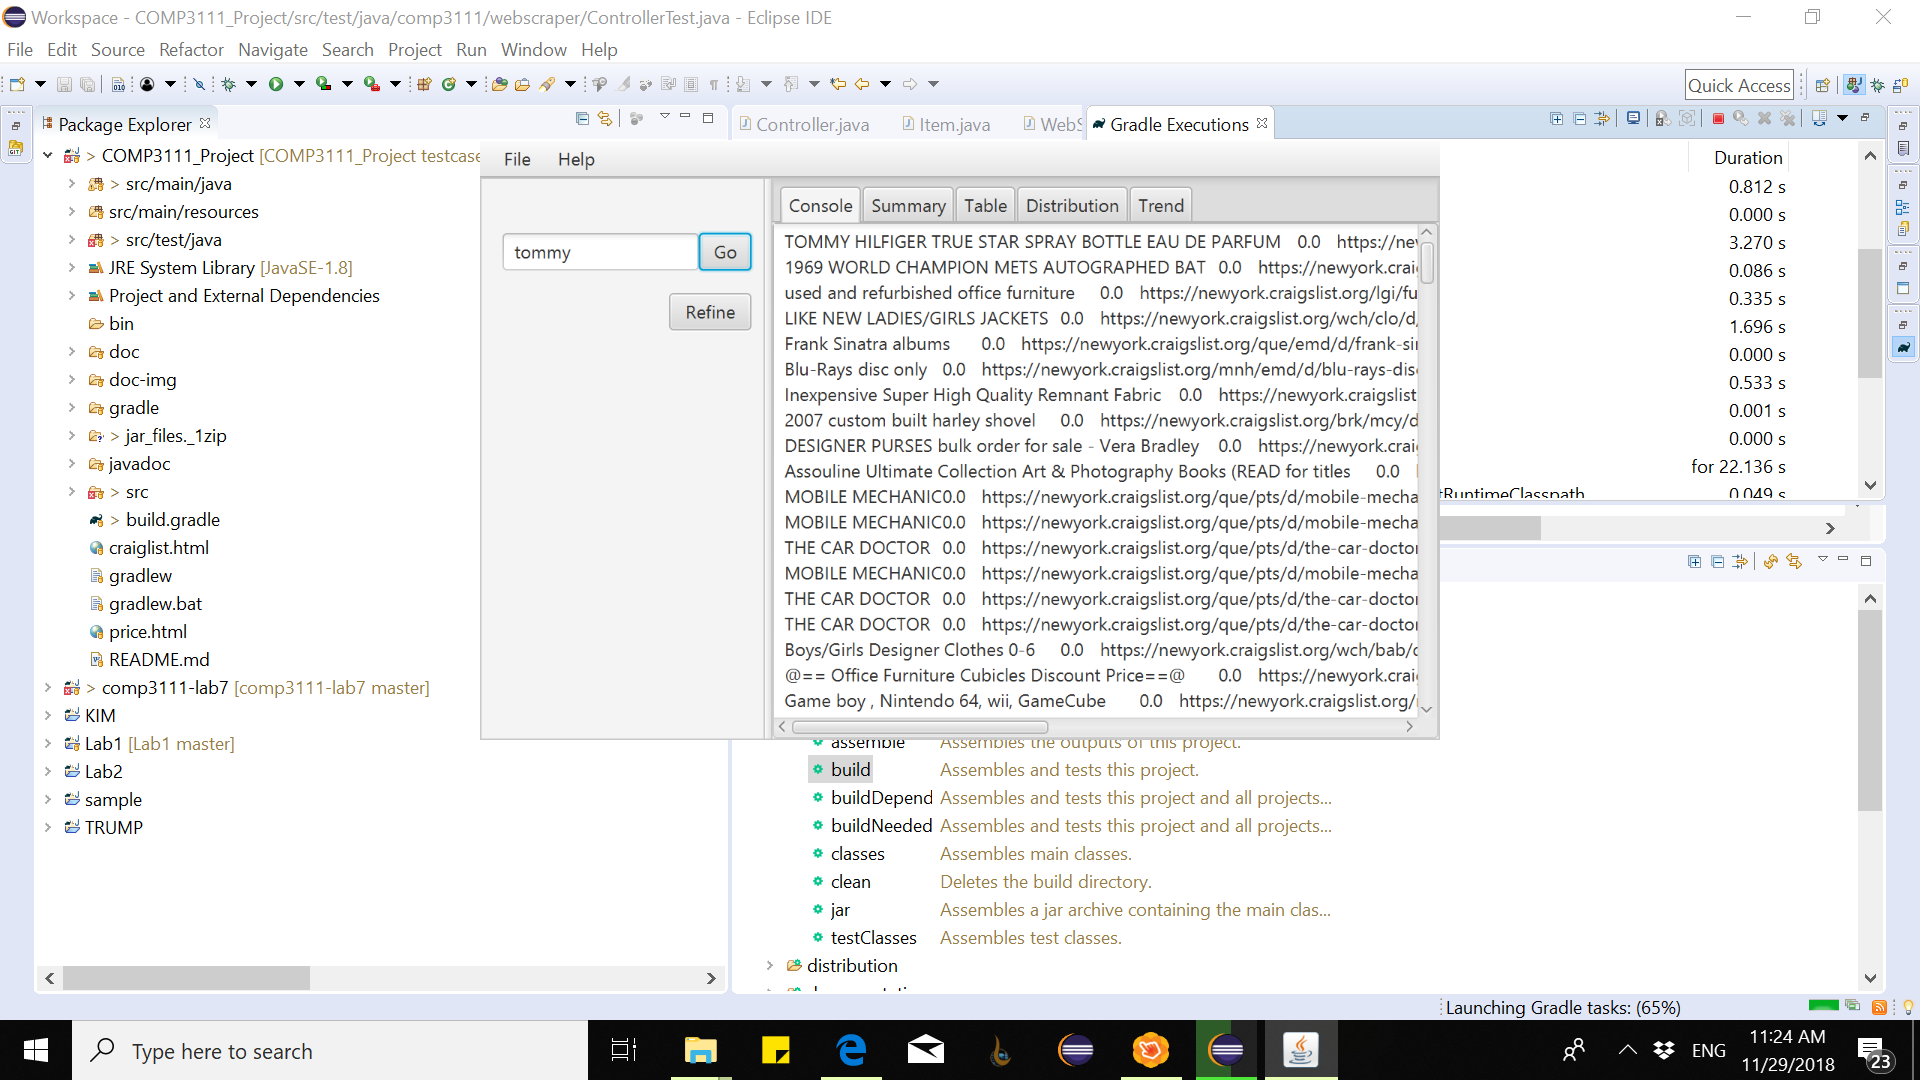 Workspace - COMP3111_Project/src/test/java/comp3111/webscraper/ControllerTest.java - Eclipse IDE
File Edit Source Refactor Navigate Search Project Run Window Help
Quick Access
Package Explorer
Controller.java
Item.java
WebS
Gradle Executions
> COMP3111_Project [COMP3111_Project testcase
> src/main/java
src/main/resources
> src/test/java
JRE System Library [JavaSE-1.8]
Project and External Dependencies
bin
doc
doc-img
gradle
> jar_files._1zip
javadoc
> src
> build.gradle
craiglist.html
gradlew
gradlew.bat
price.html
README.md
> comp3111-lab7 [comp3111-lab7 master]
KIM
Lab1 [Lab1 master]
Lab2
sample
TRUMP
File Help
tommy
Go
Refine
Console Summary Table Distribution Trend
TOMMY HILFIGER TRUE STAR SPRAY BOTTLE EAU DE PARFUM 0.0 https://nev
1969 WORLD CHAMPION METS AUTOGRAPHED BAT 0.0 https://newyork.craig
used and refurbished office furniture 0.0 https://newyork.craigslist.org/lgi/fu
LIKE NEW LADIES/GIRLS JACKETS 0.0 https://newyork.craigslist.org/wch/clo/d/
Frank Sinatra albums 0.0 https://newyork.craigslist.org/que/emd/d/frank-si
Blu-Rays disc only 0.0 https://newyork.craigslist.org/mnh/emd/d/blu-rays-dis
Inexpensive Super High Quality Remnant Fabric 0.0 https://newyork.craigslist
2007 custom built harley shovel 0.0 https://newyork.craigslist.org/brk/mcy/d
DESIGNER PURSES bulk order for sale - Vera Bradley 0.0 https://newyork.craig
Assouline Ultimate Collection Art & Photography Books (READ for titles 0.0
MOBILE MECHANIC0.0 https://newyork.craigslist.org/que/pts/d/mobile-mecha
MOBILE MECHANIC0.0 https://newyork.craigslist.org/que/pts/d/mobile-mecha
THE CAR DOCTOR 0.0 https://newyork.craigslist.org/que/pts/d/the-car-doctor
MOBILE MECHANIC0.0 https://newyork.craigslist.org/que/pts/d/mobile-mecha
THE CAR DOCTOR 0.0 https://newyork.craigslist.org/que/pts/d/the-car-doctor
THE CAR DOCTOR 0.0 https://newyork.craigslist.org/que/pts/d/the-car-doctor
Boys/Girls Designer Clothes 0-6 0.0 https://newyork.craigslist.org/wch/bab/d
@== Office Furniture Cubicles Discount Price==@ 0.0 https://newyork.craig
Game boy , Nintendo 64, wii, GameCube 0.0 https://newyork.craigslist.org/
Duration
0.812 s
0.000 s
3.270 s
0.086 s
0.335 s
1.696 s
0.000 s
0.533 s
0.001 s
0.000 s
for 22.136 s
tRuntimeClasspath 0.049 s
assemble Assembles the outputs of this project.
build Assembles and tests this project.
buildDepend Assembles and tests this project and all projects...
buildNeeded Assembles and tests this project and all projects...
classes Assembles main classes.
clean Deletes the build directory.
jar Assembles a jar archive containing the main clas...
testClasses Assembles test classes.
distribution
Launching Gradle tasks: (65%)
Type here to search
ENG
11:24 AM
11/29/2018
23